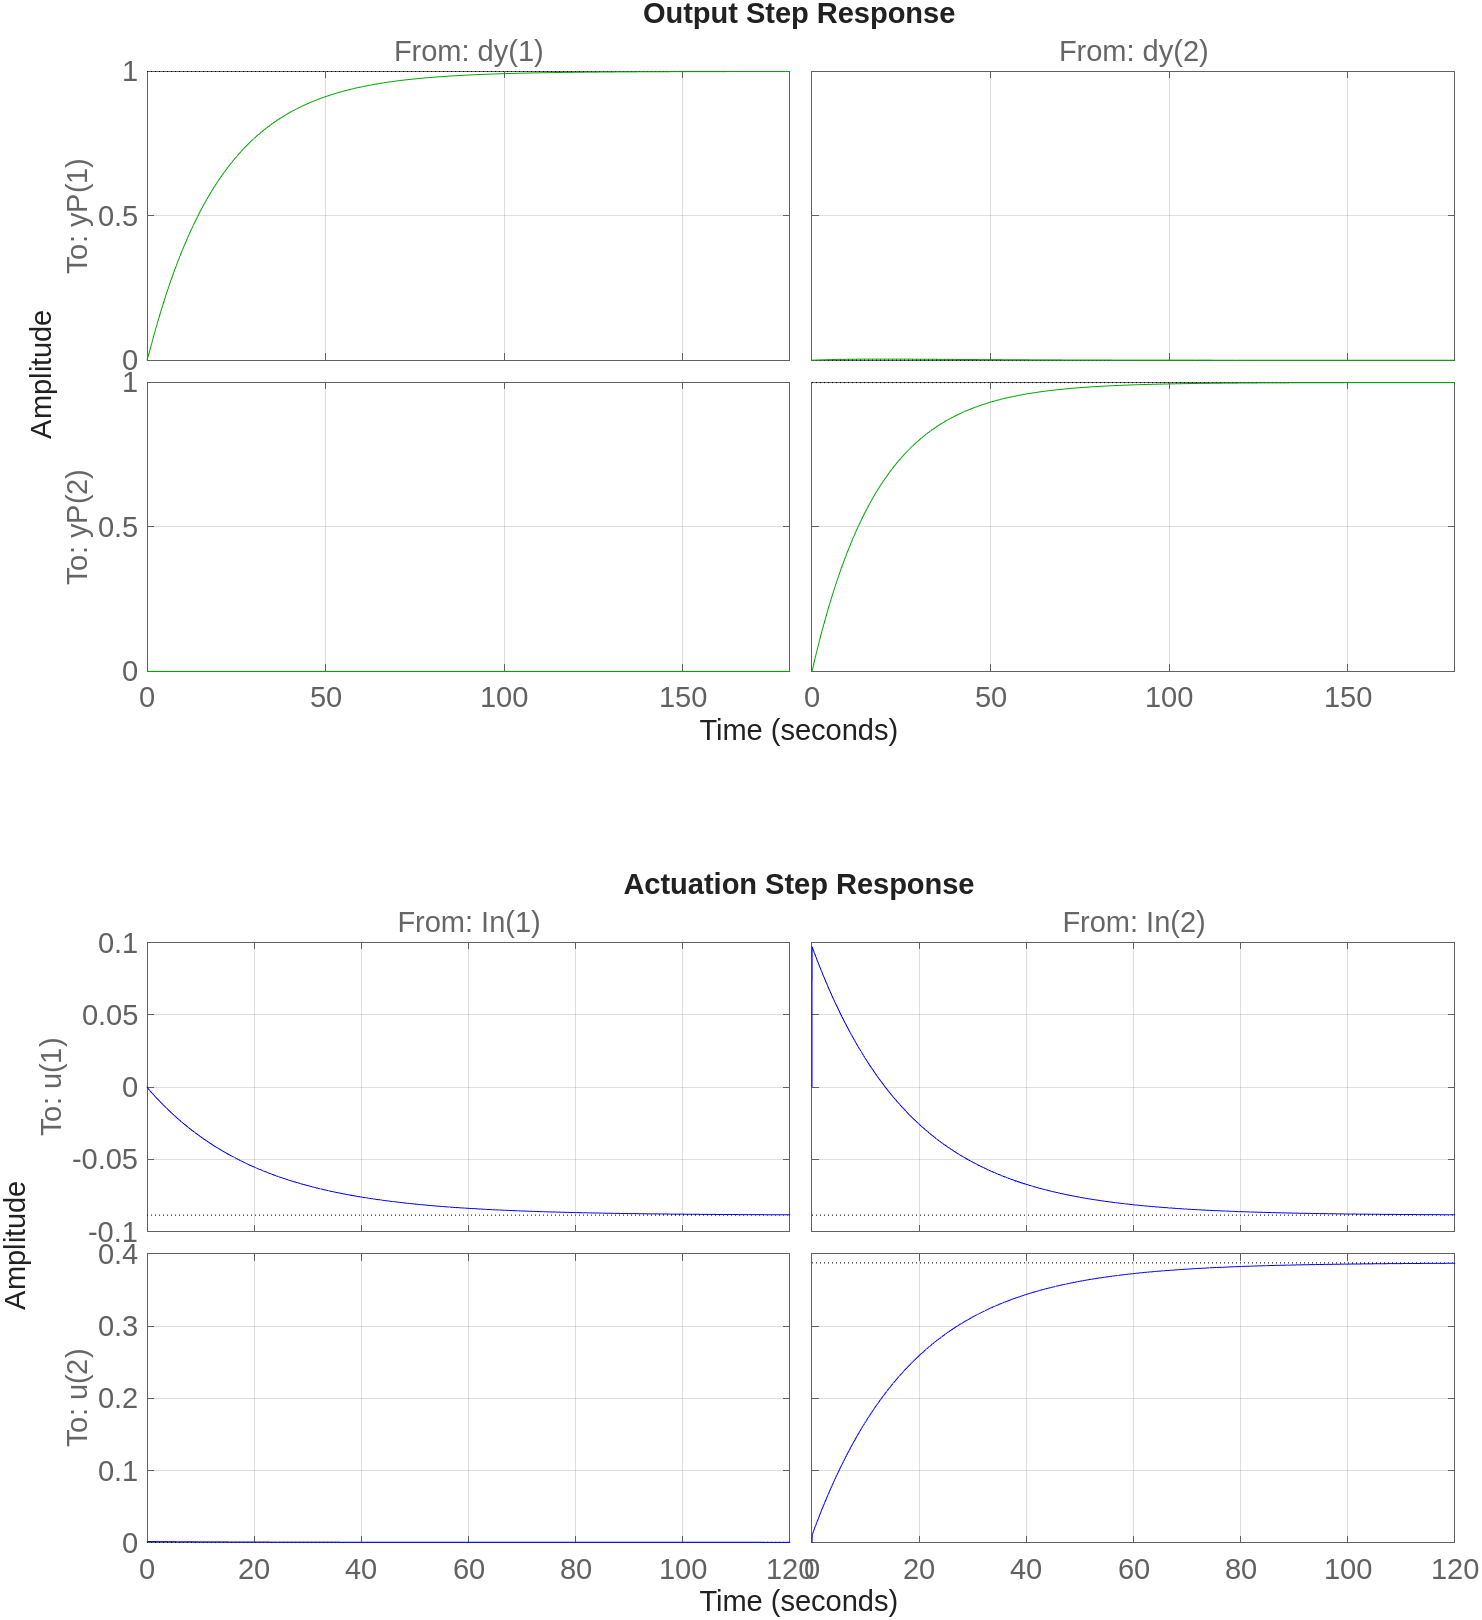 Output Step Response
From: dy(1)
From: dy(2)
Amplitude
To: yP(1)
1
0.5
0
To: yP(2)
1
0.5
0
0 50 100 150
0 50 100 150
Time (seconds)
Actuation Step Response
From: In(1)
From: In(2)
Amplitude
To: u(1)
0.1
0.05
0
-0.05
-0.1
To: u(2)
0.4
0.3
0.2
0.1
0
0 20 40 60 80 100 120
0 20 40 60 80 100 120
Time (seconds)